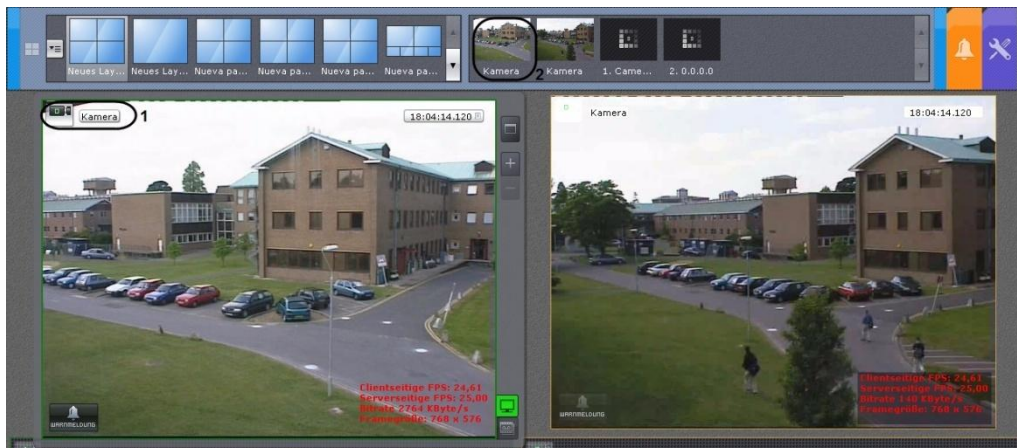 Neues Lay... Neues Lay... Nueva pa... Nueva pa... Nueva pa... Nueva pa...
Kamera 2 Kamera 1. Came... 2. 0.0.0.0
Kamera 1
18:04:14.120
Clientseitige FPS: 24,61
Serverseitige FPS: 25,00
Bitrate 2764 KByte/s
Framegröße: 768 x 576
WARNMELDUNG
Kamera
18:04:14.120
Clientseitige FPS: 24,61
Serverseitige FPS: 25,00
Bitrate 140 KByte/s
Framegröße: 768 x 576
WARNMELDUNG